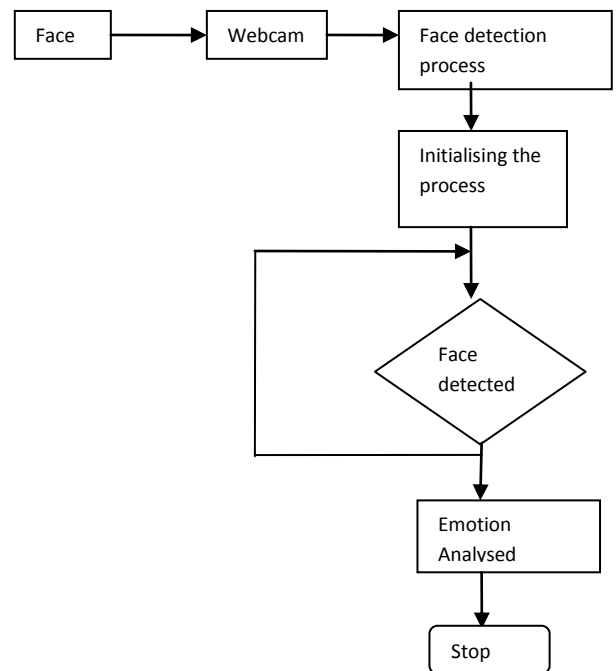 Face
Webcam
Face detection
process
Initialising the
process
Face
detected
Emotion
Analysed
Stop